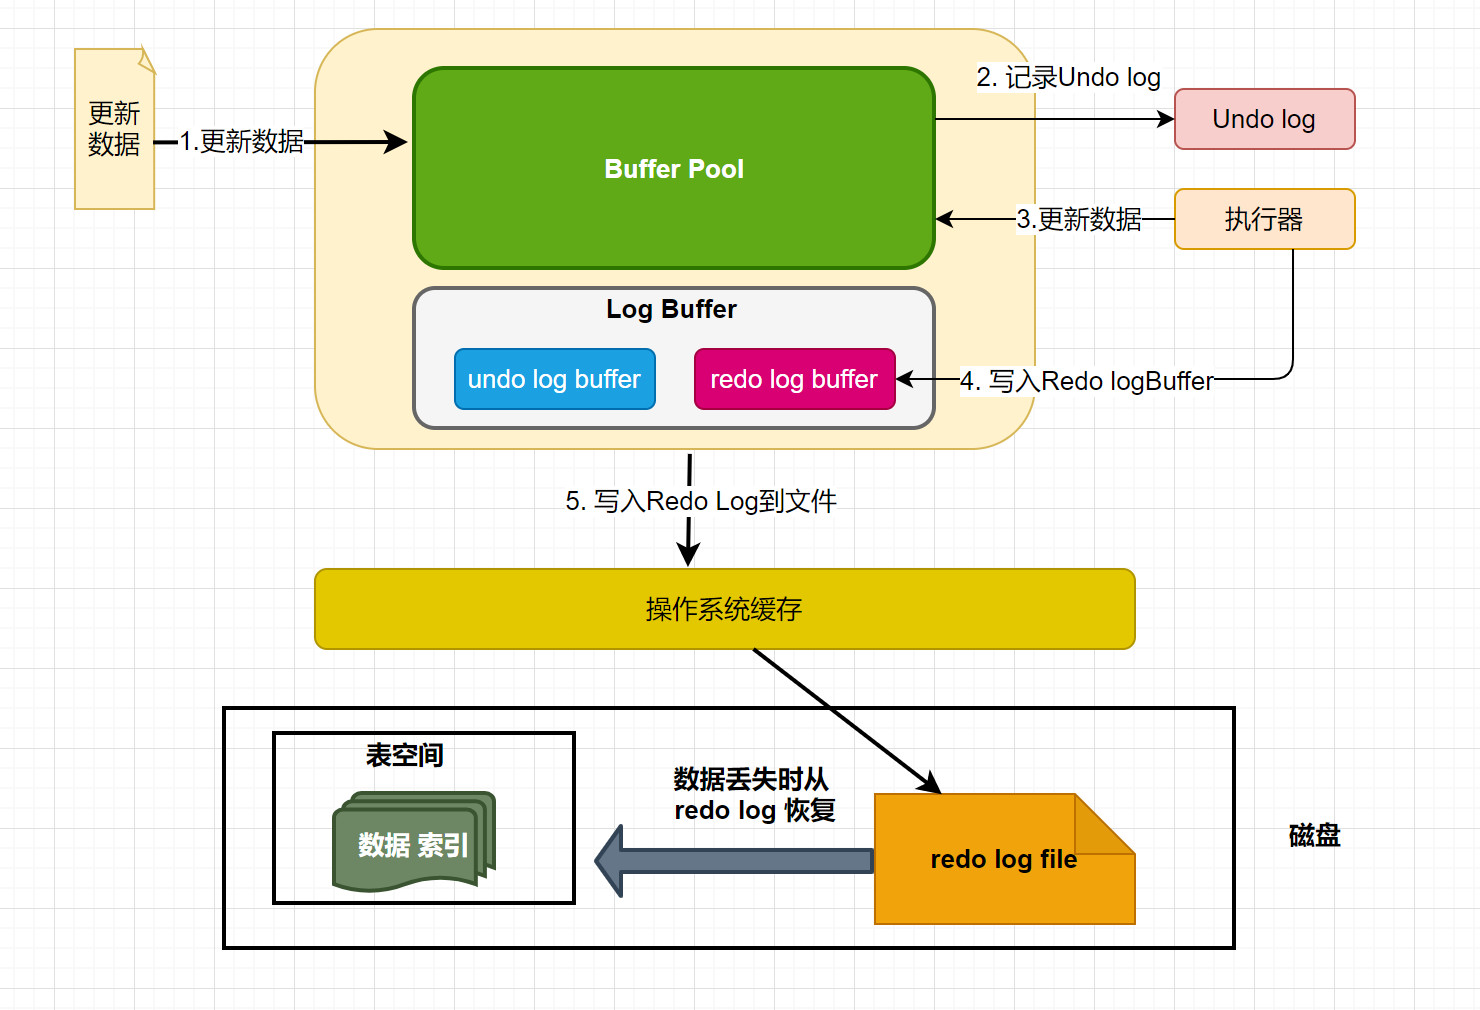 更新
数据
1.更新数据
Buffer Pool
2. 记录Undo log
Undo log
3.更新数据
执行器
Log Buffer
undo log buffer
redo log buffer
4. 写入Redo logBuffer
5. 写入Redo Log到文件
操作系统缓存
表空间
数据 索引
数据丢失时从
redo log 恢复
redo log file
磁盘